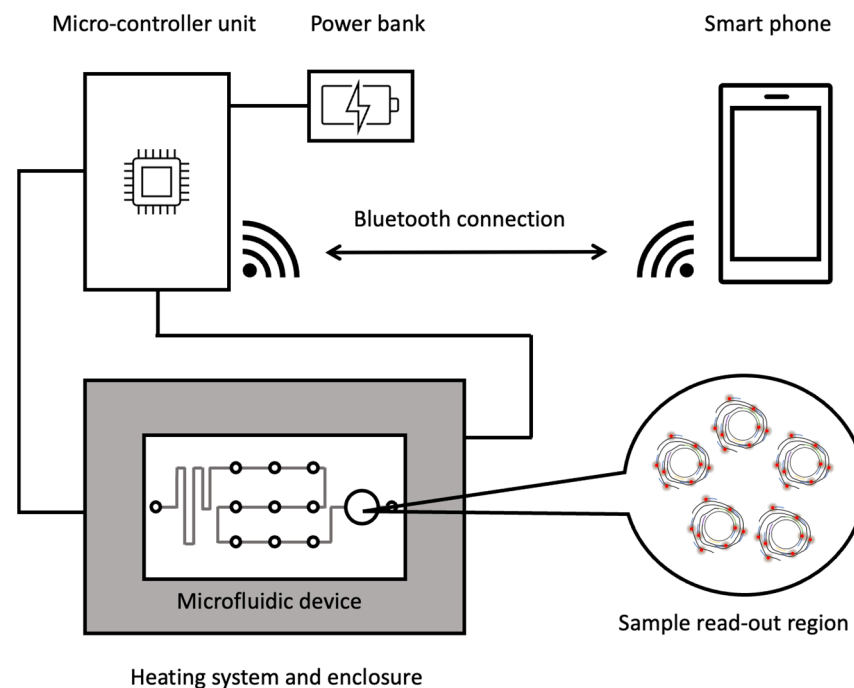 Micro-controller unit
Power bank
Smart phone
Bluetooth connection
Microfluidic device
Sample read-out region
Heating system and enclosure